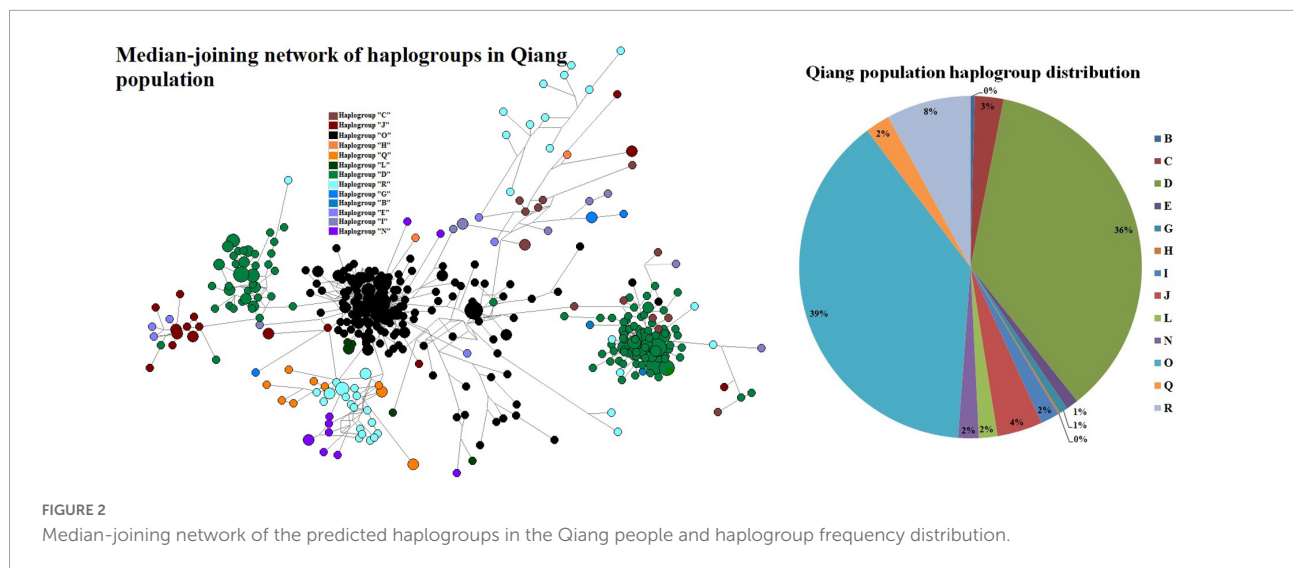 Median-joining network of haplogroups in Qiang
population
Haplogroup "C"
Haplogroup "J"
Haplogroup "O"
Haplogroup "H"
Haplogroup "Q"
Haplogroup "L"
Haplogroup "D"
Haplogroup "R"
Haplogroup "G"
Haplogroup "B"
Haplogroup "E"
Haplogroup "I"
Haplogroup "N"
Qiang population haplogroup distribution
0%
3%
8%
2%
36%
39%
1%
1%
0%
2%
4%
2%
2%
B
C
D
E
G
H
I
J
L
N
O
Q
R
FIGURE 2
Median-joining network of the predicted haplogroups in the Qiang people and haplogroup frequency distribution.